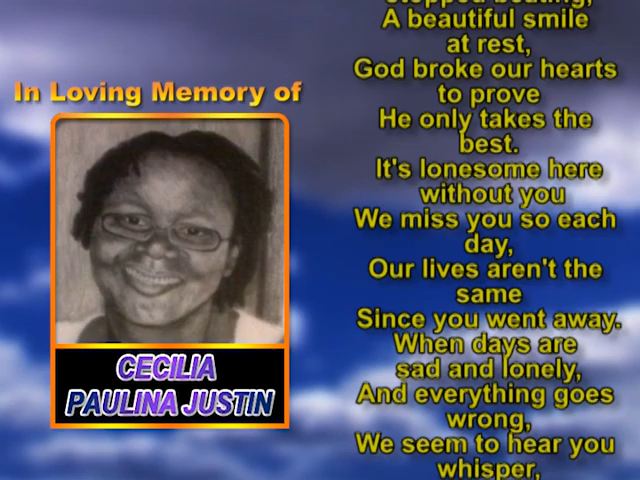 In Loving Memory of
CECILIA
PAULINA JUSTIN
stopped beating,
A beautiful smile
at rest,
God broke our hearts
to prove
He only takes the
best.
It's lonesome here
without you
We miss you so each
day,
Our lives aren't the
same
Since you went away.
When days are
sad and lonely,
And everything goes
wrong,
We seem to hear you
whisper,